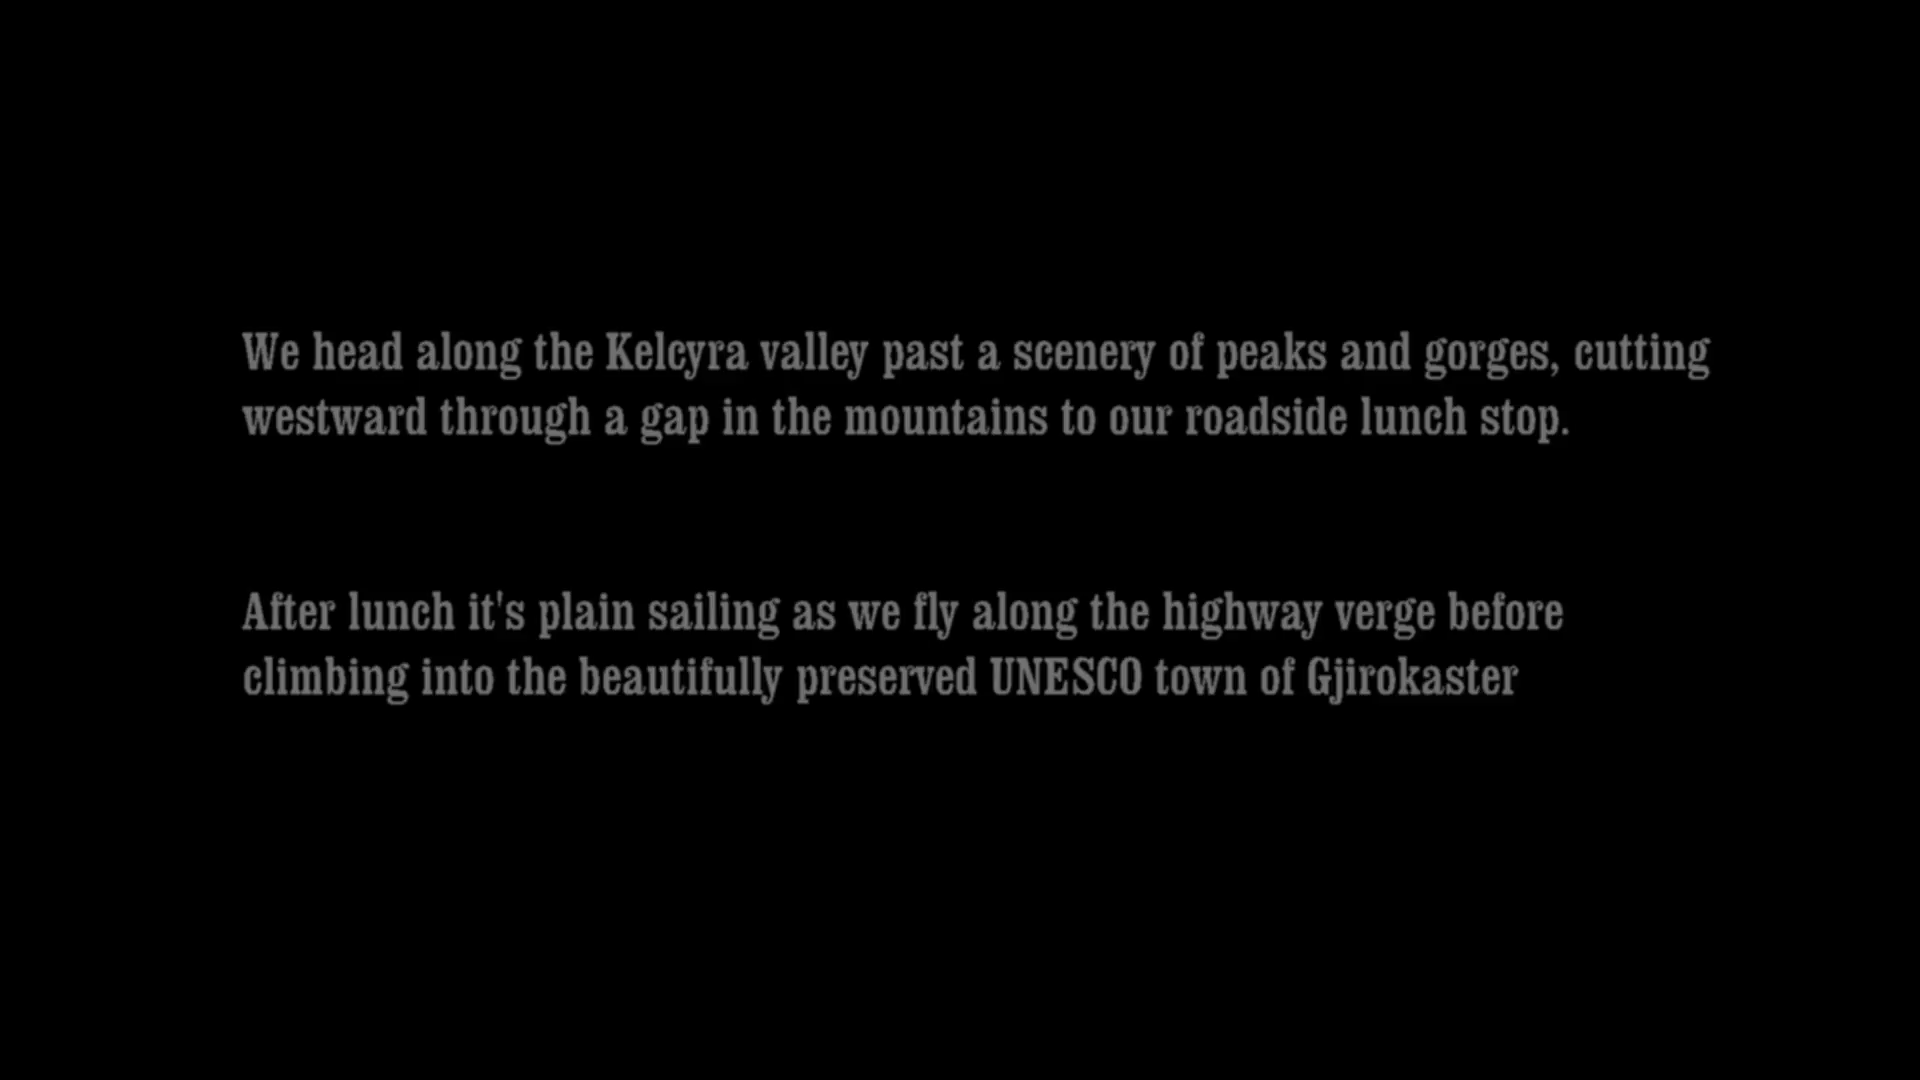 We head along the Kelcyra valley past a scenery of peaks and gorges, cutting
westward through a gap in the mountains to our roadside lunch stop.
After lunch it's plain sailing as we fly along the highway verge before
climbing into the beautifully preserved UNESCO town of Gjirokaster